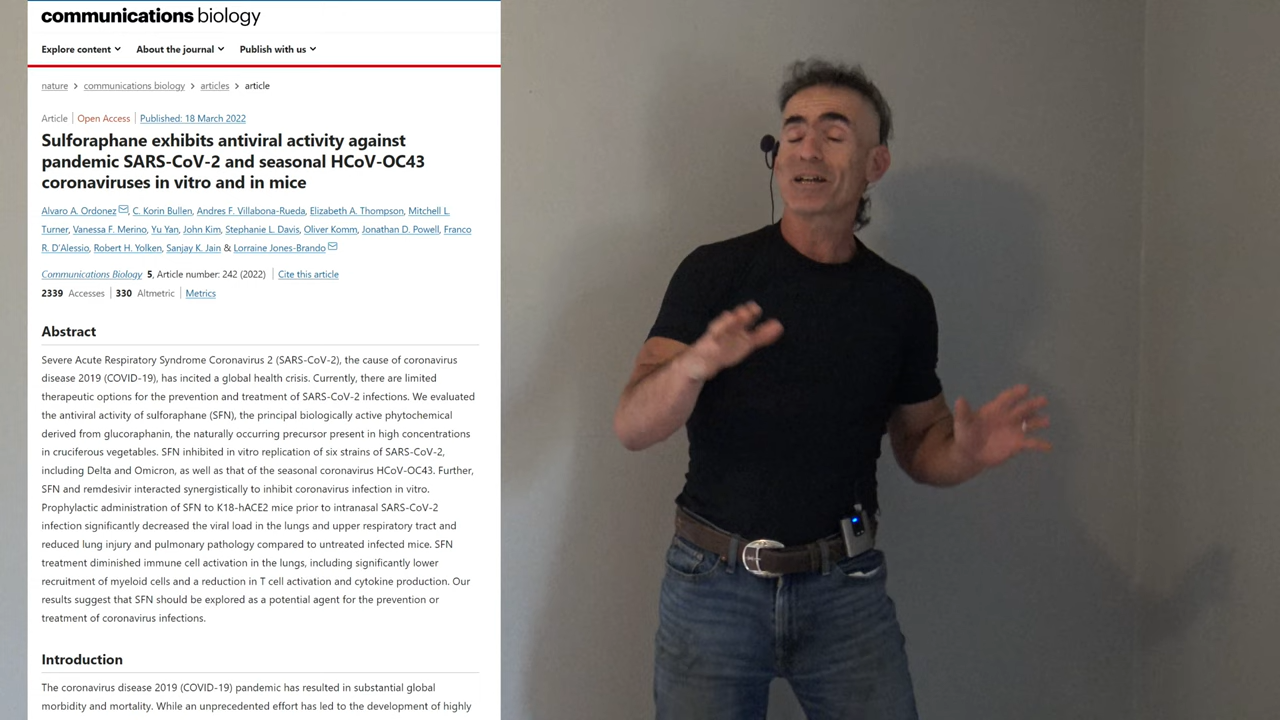 communications biology
Explore content About the journal Publish with us
nature > communications biology > articles > article
Article | Open Access | Published: 18 March 2022
Sulforaphane exhibits antiviral activity against
pandemic SARS-CoV-2 and seasonal HCoV-OC43
coronaviruses in vitro and in mice
Alvaro A. Ordonez, C. Korin Bullen, Andres F. Villabona-Rueda, Elizabeth A. Thompson, Mitchell L.
Turner, Vanessa F. Merino, Yu Yan, John Kim, Stephanie L. Davis, Oliver Komm, Jonathan D. Powell, Franco
R. D'Alessio, Robert H. Yolken, Sanjay K. Jain & Lorraine Jones-Brando
Communications Biology 5, Article number: 242 (2022) | Cite this article
2339 Accesses | 330 Altmetric | Metrics
Abstract
Severe Acute Respiratory Syndrome Coronavirus 2 (SARS-CoV-2), the cause of coronavirus
disease 2019 (COVID-19), has incited a global health crisis. Currently, there are limited
therapeutic options for the prevention and treatment of SARS-CoV-2 infections. We evaluated
the antiviral activity of sulforaphane (SFN), the principal biologically active phytochemical
derived from glucoraphanin, the naturally occurring precursor present in high concentrations
in cruciferous vegetables. SFN inhibited in vitro replication of six strains of SARS-CoV-2,
including Delta and Omicron, as well as that of the seasonal coronavirus HCoV-OC43. Further,
SFN and remdesivir interacted synergistically to inhibit coronavirus infection in vitro.
Prophylactic administration of SFN to K18-hACE2 mice prior to intranasal SARS-CoV-2
infection significantly decreased the viral load in the lungs and upper respiratory tract and
reduced lung injury and pulmonary pathology compared to untreated infected mice. SFN
treatment diminished immune cell activation in the lungs, including significantly lower
recruitment of myeloid cells and a reduction in T cell activation and cytokine production. Our
results suggest that SFN should be explored as a potential agent for the prevention or
treatment of coronavirus infections.
Introduction
The coronavirus disease 2019 (COVID-19) pandemic has resulted in substantial global
morbidity and mortality. While an unprecedented effort has led to the development of highly